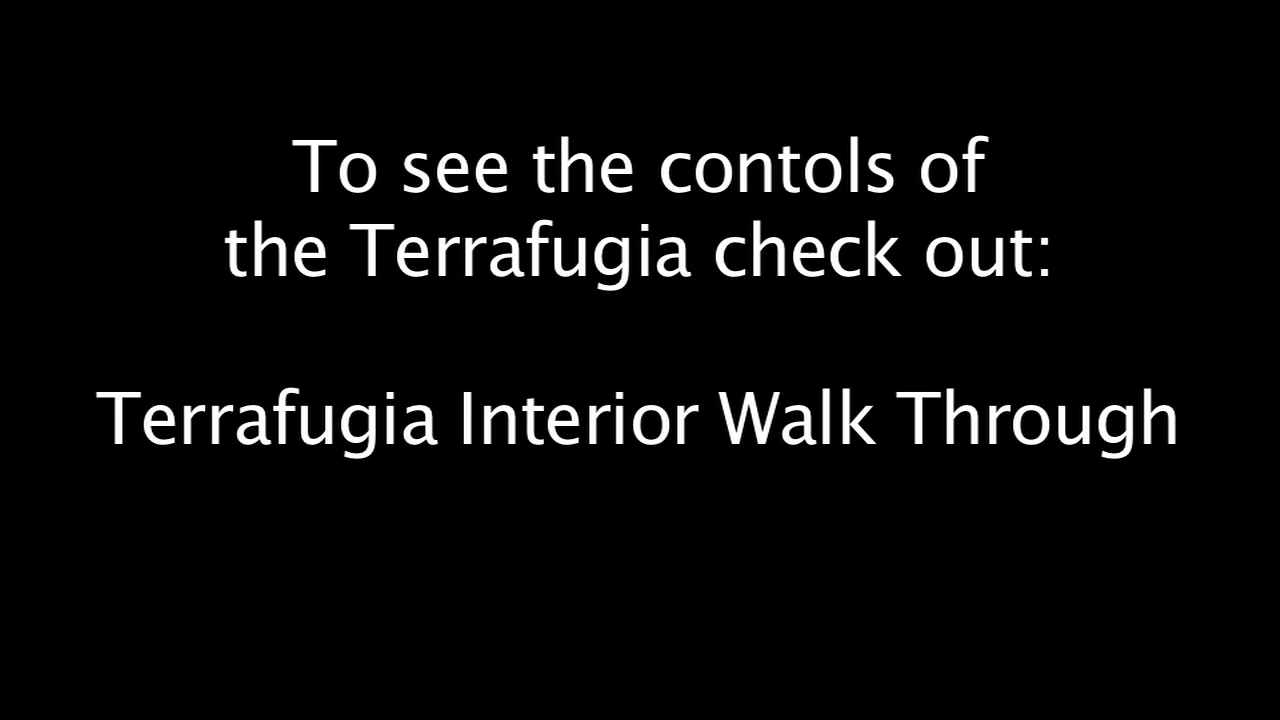 To see the contols of
the Terrafugia check out:
Terrafugia Interior Walk Through